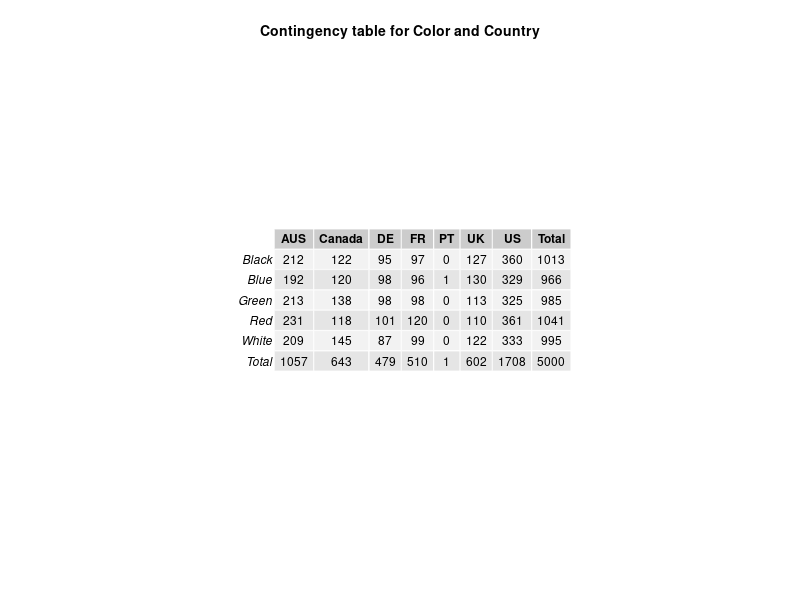 Contingency table for Color and Country
AUS Canada DE FR PT UK US Total
Black 212 122 95 97 0 127 360 1013
Blue 192 120 98 96 1 130 329 966
Green 213 138 98 98 0 113 325 985
Red 231 118 101 120 0 110 361 1041
White 209 145 87 99 0 122 333 995
Total 1057 643 479 510 1 602 1708 5000